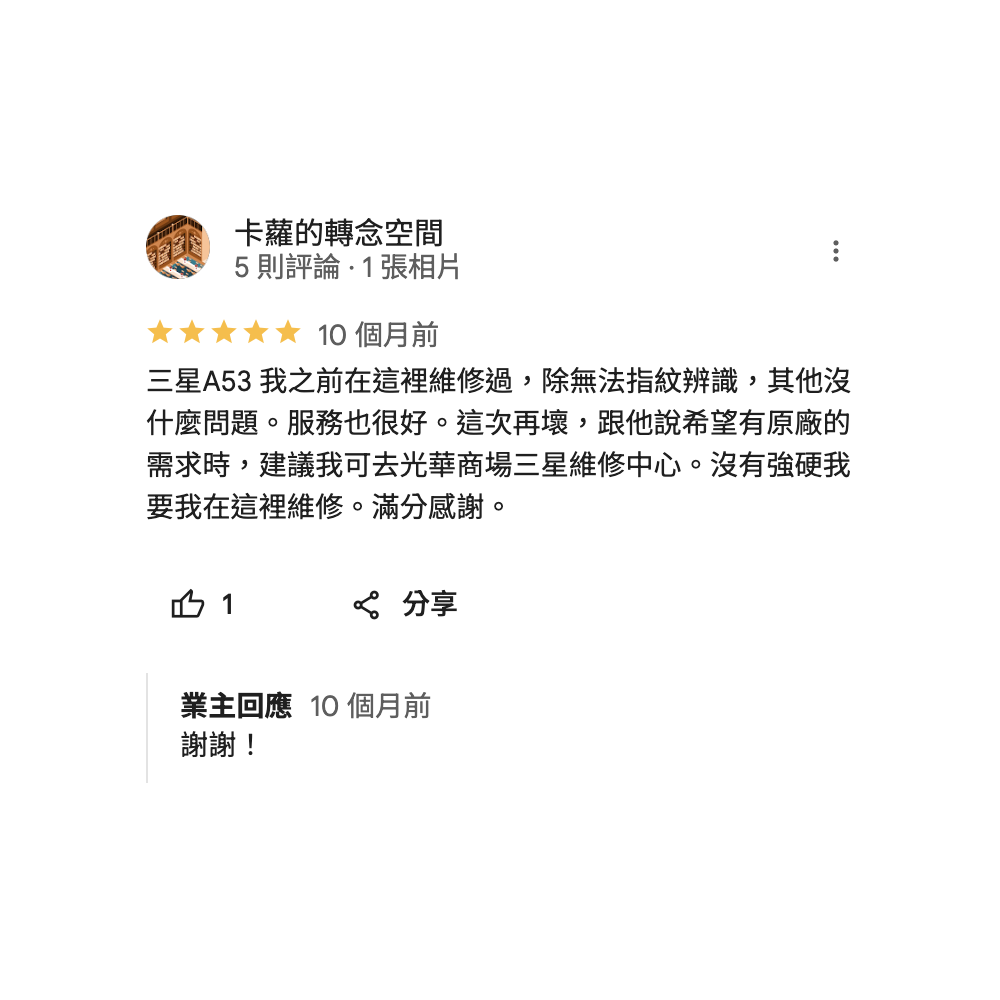 卡蘿的轉念空間
5 則評論 · 1 張相片
10 個月前
三星A53 我之前在這裡維修過，除無法指紋辨識，其他沒
什麼問題。服務也很好。這次再壞，跟他說希望有原廠的
需求時，建議我可去光華商場三星維修中心。沒有強硬我
要我在這裡維修。滿分感謝。
1 分享
業主回應 10 個月前
謝謝！